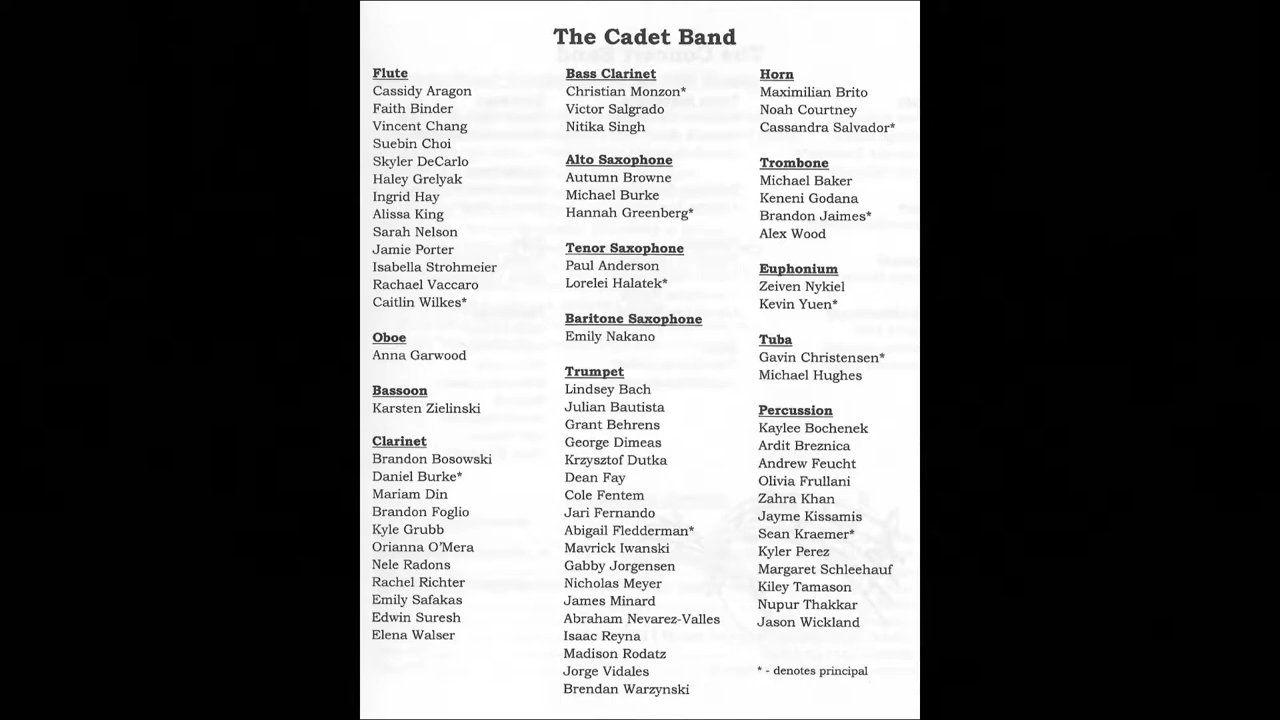 The Cadet Band
Flute
Cassidy Aragon
Faith Binder
Vincent Chang
Suebin Choi
Skyler DeCarlo
Haley Grelyak
Ingrid Hay
Alissa King
Sarah Nelson
Jamie Porter
Isabella Strohmeier
Rachael Vaccaro
Caitlin Wilkes*
Oboe
Anna Garwood
Bassoon
Karsten Zielinski
Clarinet
Brandon Bosowski
Daniel Burke*
Mariam Din
Brandon Foglio
Kyle Grubb
Orianna O'Mera
Nele Radons
Rachel Richter
Emily Safakas
Edwin Suresh
Elena Walser
Bass Clarinet
Christian Monzon*
Victor Salgrado
Nitika Singh
Alto Saxophone
Autumn Browne
Michael Burke
Hannah Greenberg*
Tenor Saxophone
Paul Anderson
Lorelei Halatek*
Baritone Saxophone
Emily Nakano
Trumpet
Lindsey Bach
Julian Bautista
Grant Behrens
George Dimeas
Krzysztof Dutka
Dean Fay
Cole Fentem
Jari Fernando
Abigail Fledderman*
Mavrick Iwanski
Gabby Jorgensen
Nicholas Meyer
James Minard
Abraham Nevarez-Valles
Isaac Reyna
Madison Rodatz
Jorge Vidales
Brendan Warzynski
Horn
Maximilian Brito
Noah Courtney
Cassandra Salvador*
Trombone
Michael Baker
Keneni Godana
Brandon Jaimes*
Alex Wood
Euphonium
Zeiven Nykiel
Kevin Yuen*
Tuba
Gavin Christensen*
Michael Hughes
Percussion
Kaylee Bochenek
Ardit Breznica
Andrew Feucht
Olivia Frullani
Zahra Khan
Jayme Kissamis
Sean Kraemer*
Kyler Perez
Margaret Schleehauf
Kiley Tamason
Nupur Thakkar
Jason Wickland
* - denotes principal